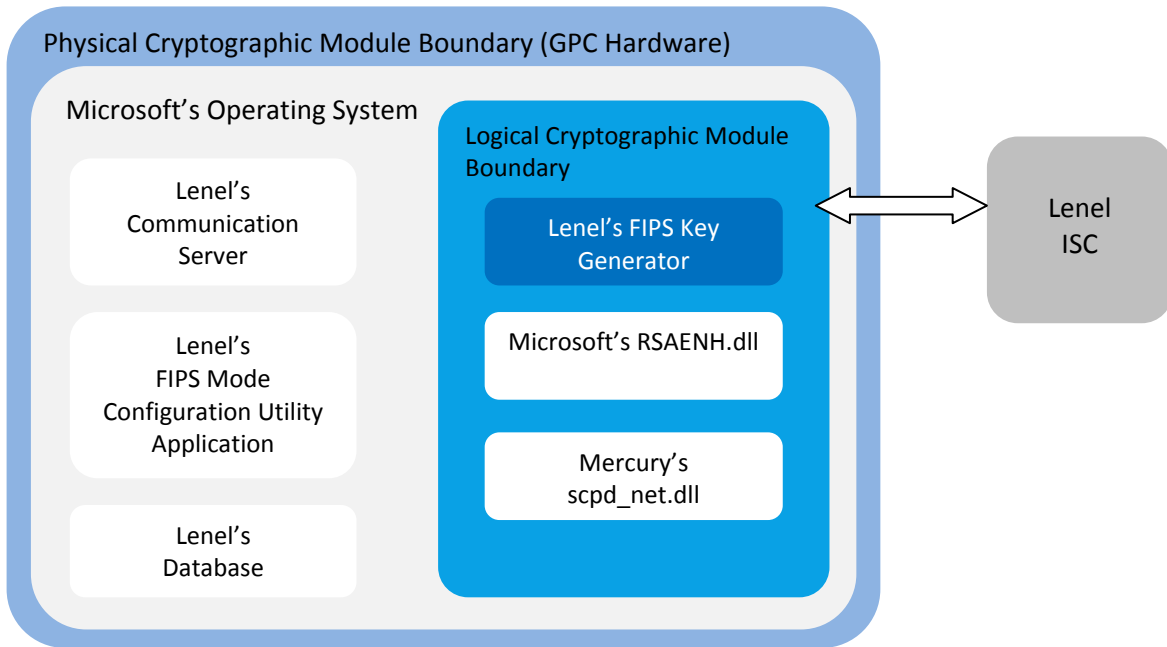 Physical Cryptographic Module Boundary (GPC Hardware)
Microsoft’s Operating System
Lenel’s
Communication
Server
Lenel’s
FIPS Mode
Configuration Utility
Application
Lenel’s
Database
Logical Cryptographic Module
Boundary
Lenel’s FIPS Key
Generator
Microsoft’s RSAENH.dll
Mercury’s
scpd_net.dll
Lenel
ISC